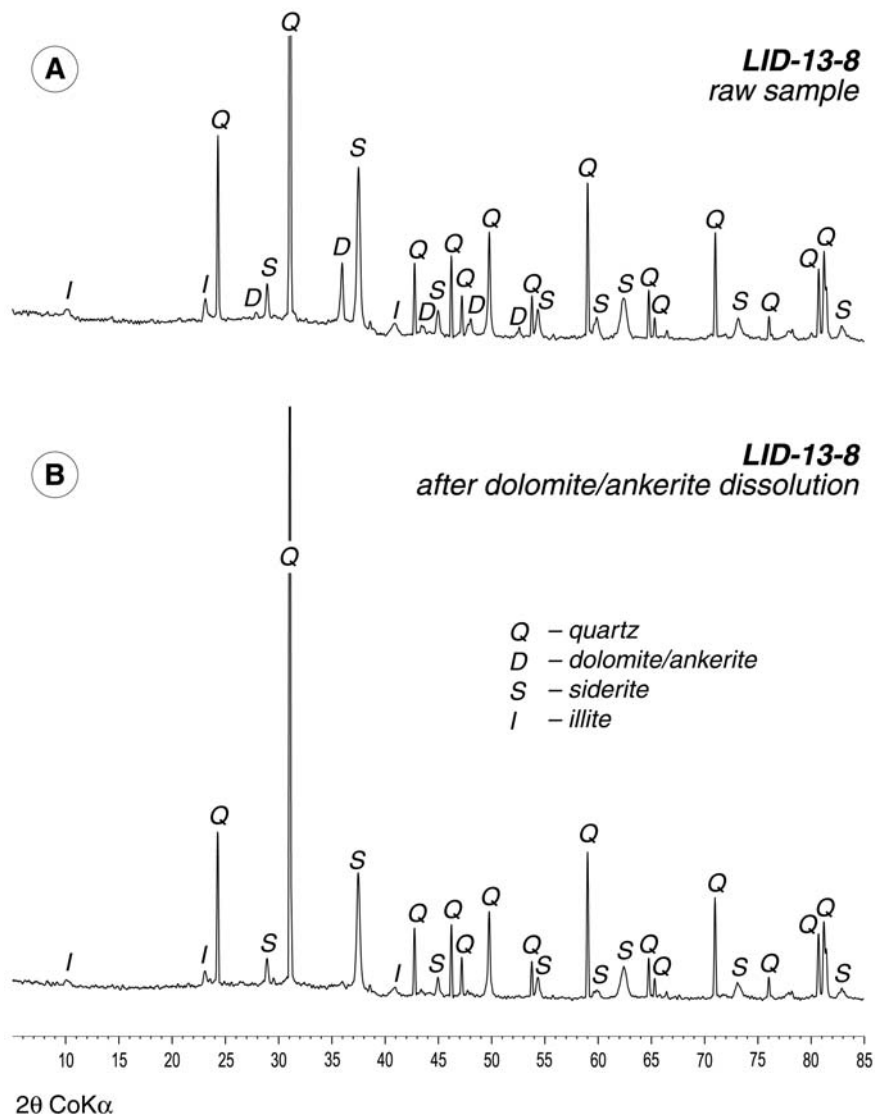 A
LID-13-8
raw sample
I
I
Q
D
S
Q
D
S
I
Q
D
S
Q
Q
D
Q
D
Q
S
Q
S
S
Q
Q
Q
S
Q
Q
Q
S
B
LID-13-8
after dolomite/ankerite dissolution
Q – quartz
D – dolomite/ankerite
S – siderite
I – illite
I
I
Q
S
Q
S
I
Q
S
Q
Q
Q
Q
S
Q
S
S
Q
Q
Q
S
Q
Q
Q
S
10 15 20 25 30 35 40 45 50 54 60 65 70 75 80 85
2θ CoKα